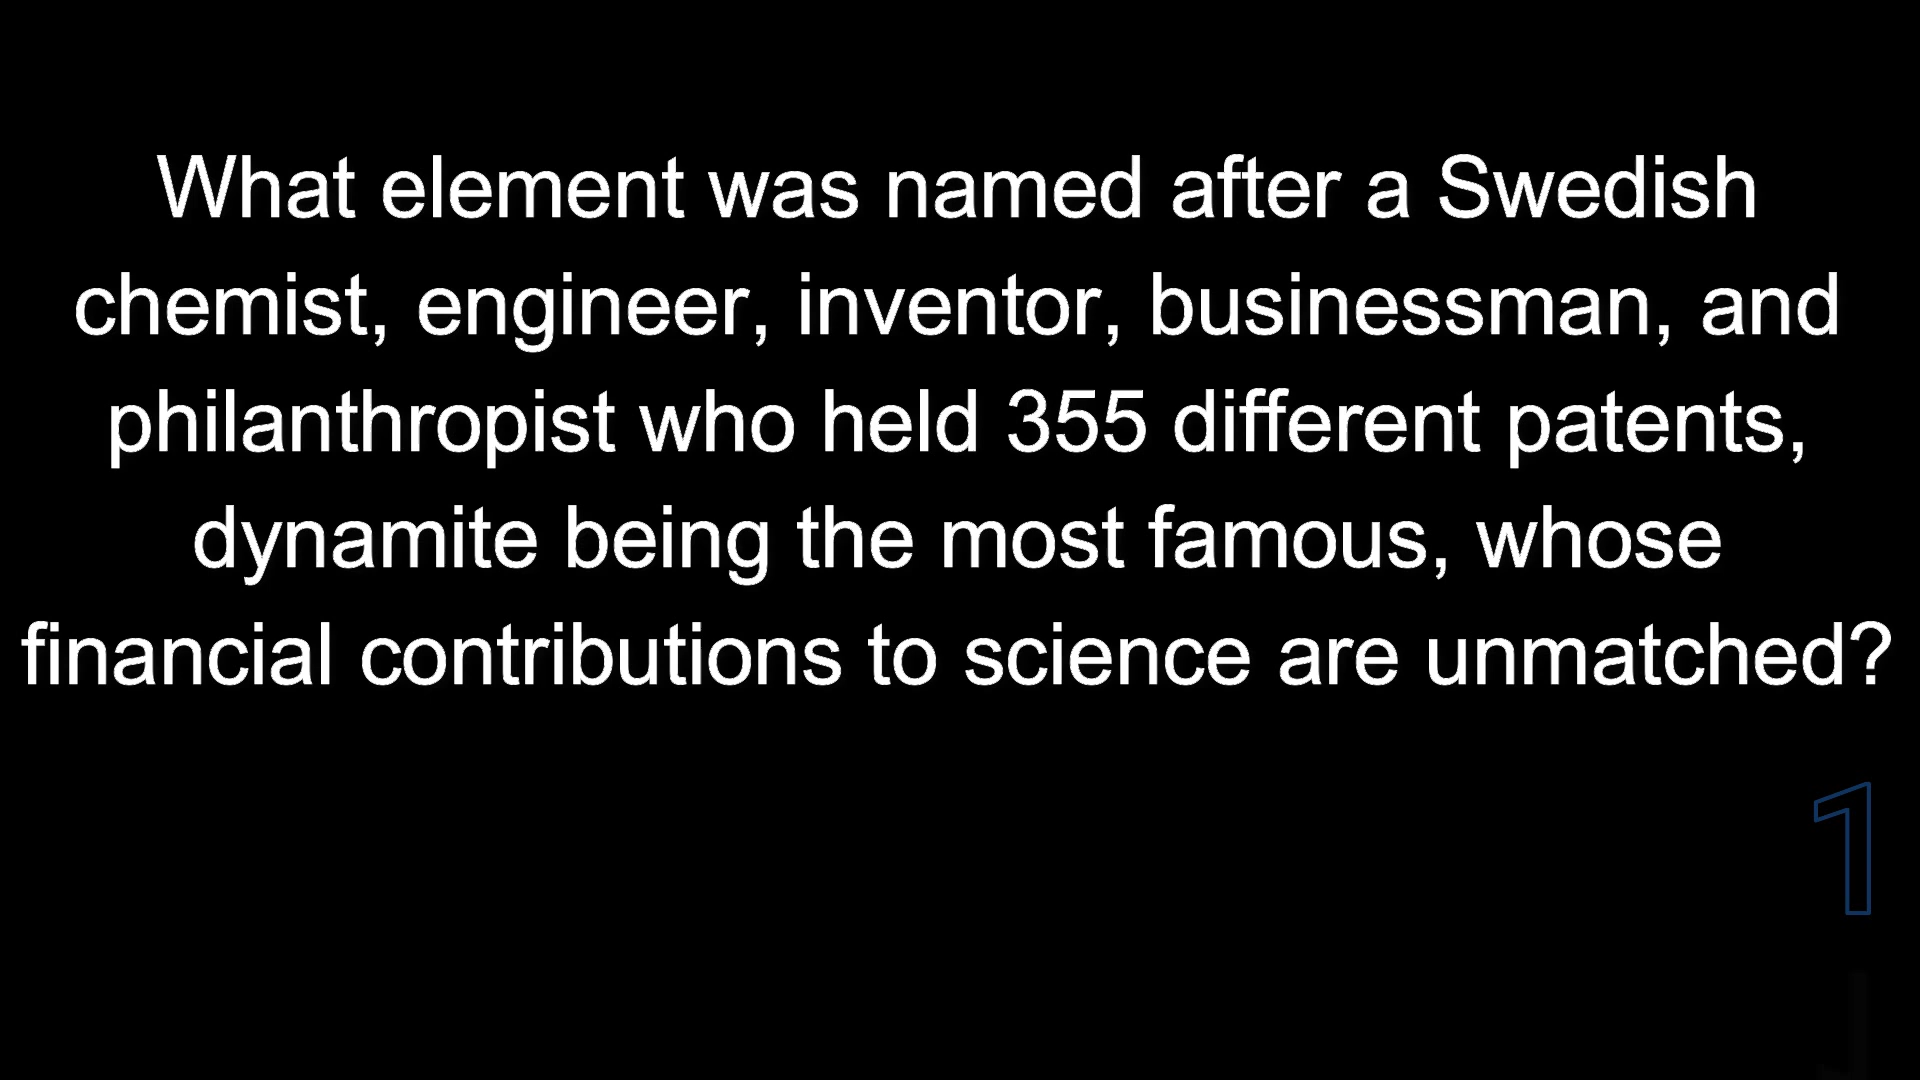 What element was named after a Swedish
chemist, engineer, inventor, businessman, and
philanthropist who held 355 different patents,
dynamite being the most famous, whose
financial contributions to science are unmatched?
1